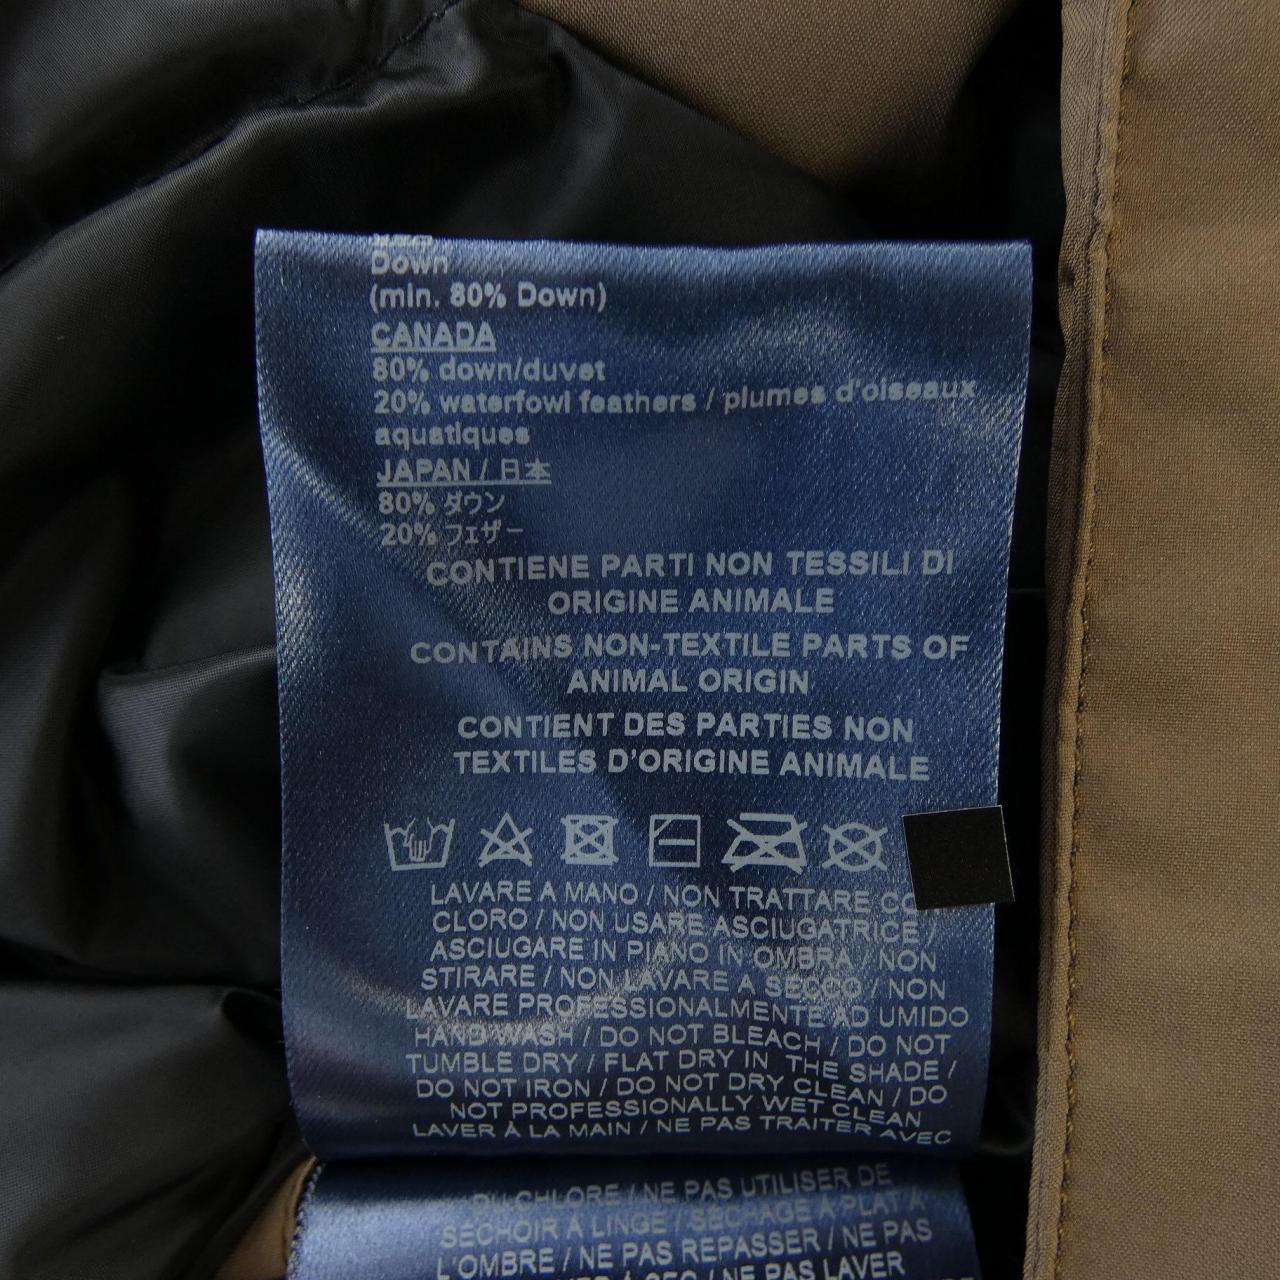 Down
(min. 80% Down)
CANADA
80% down/duvet
20% waterfowl feathers / plumes d'oiseaux
aquatiques
JAPAN / 日本
80% ダウン
20% フェザー
CONTIENE PARTI NON TESSILI DI
ORIGINE ANIMALE
CONTAINS NON-TEXTILE PARTS OF
ANIMAL ORIGIN
CONTIENT DES PARTIES NON
TEXTILES D'ORIGINE ANIMALE
LAVARE A MANO / NON TRATTARE
CLORO / NON USARE ASCIUGATRICE /
ASCIUGARE IN PIANO IN OMBRA / NON
STIRARE / NON LAVARE A SECCO / NON
LAVARE PROFESSIONALMENTE AD UMIDO
HAND WASH / DO NOT BLEACH / DO NOT
TUMBLE DRY / FLAT DRY IN THE SHADE /
DO NOT IRON / DO NOT DRY CLEAN / DO
NOT PROFESSIONALLY WET CLEAN
LAVER À LA MAIN / NE PAS TRAITER AVEC
DU CHLORE / NE PAS UTILISER DE
SÉCHOIR À LINGE / SÉCHAGE À PLAT À
L'OMBRE / NE PAS REPASSER / NE PAS
NE PAS LAVER